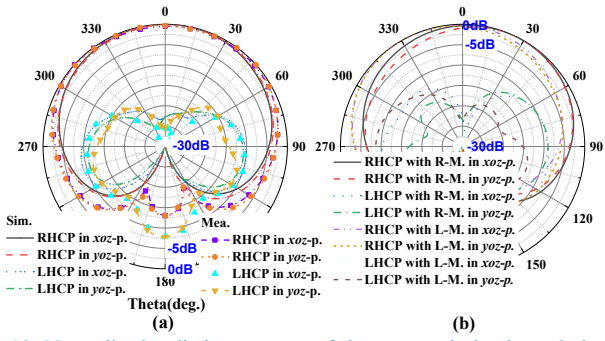 0
330
30
300
60
270
90
-30dB
Sim.
RHCP in xoz-p.
RHCP in yoz-p.
LHCP in xoz-p.
LHCP in yoz-p.
Mea.
RHCP in xoz-p.
RHCP in yoz-p.
LHCP in xoz-p.
LHCP in yoz-p.
-5dB
0dB
180
Theta(deg.)
(a)
0
0dB
-5dB
330
30
300
60
270
90
-30dB
120
150
RHCP with R-M. in xoz-p.
RHCP with R-M. in yoz-p.
LHCP with R-M. in xoz-p.
LHCP with R-M. in yoz-p.
RHCP with L-M. in xoz-p.
RHCP with L-M. in yoz-p.
LHCP with L-M. in xoz-p.
LHCP with L-M. in yoz-p.
(b)